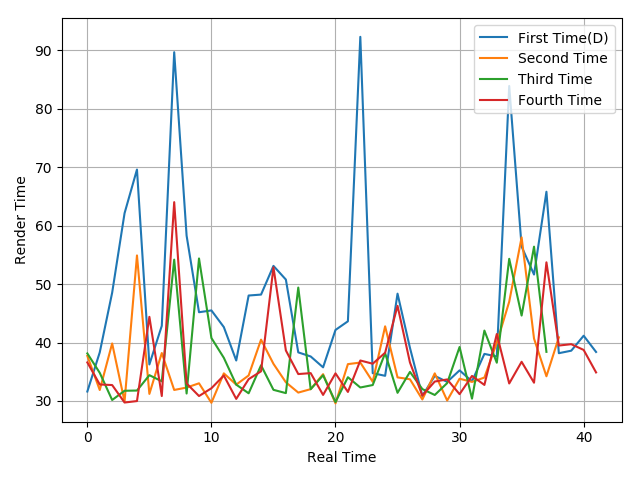 First Time(D)
Second Time
Third Time
Fourth Time
90
80
70
60
50
40
30
Render Time
0 10 20 30 40
Real Time